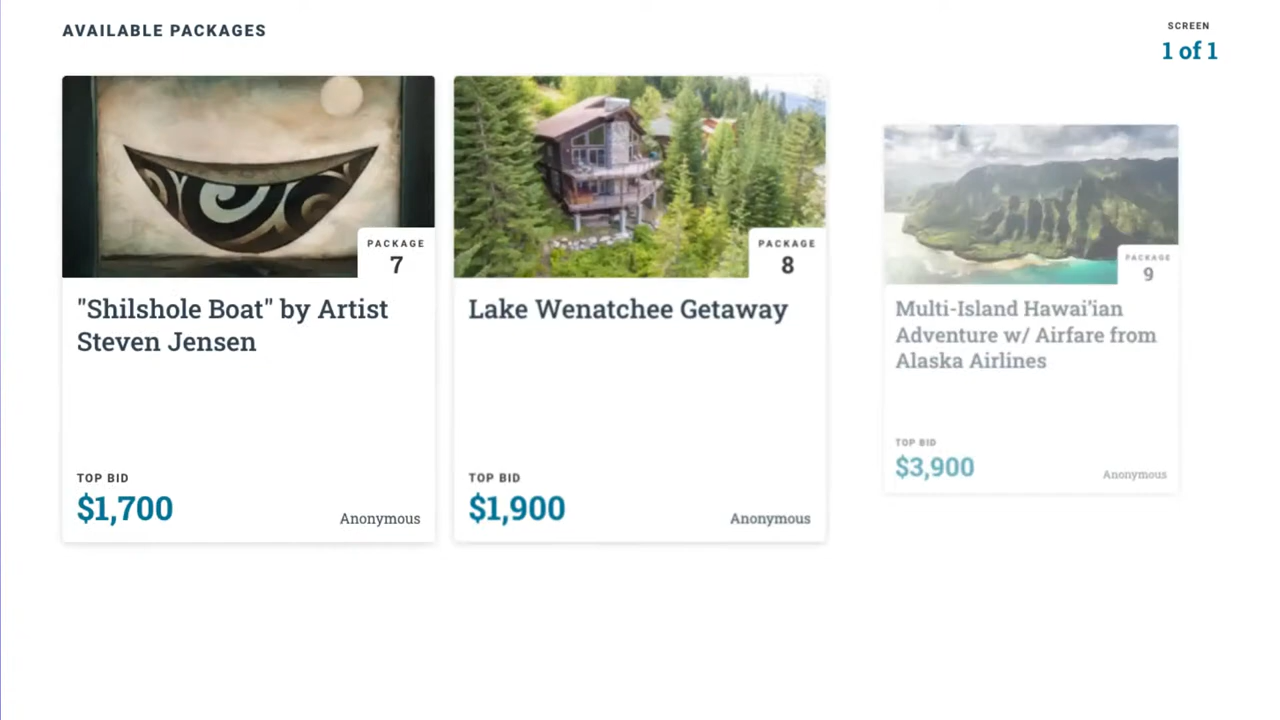 AVAILABLE PACKAGES
SCREEN
1 of 1
PACKAGE
7
"Shilshole Boat" by Artist
Steven Jensen
TOP BID
$1,700
Anonymous
PACKAGE
8
Lake Wenatchee Getaway
TOP BID
$1,900
Anonymous
PACKAGE
9
Multi-Island Hawai'ian
Adventure w/ Airfare from
Alaska Airlines
TOP BID
$3,900
Anonymous